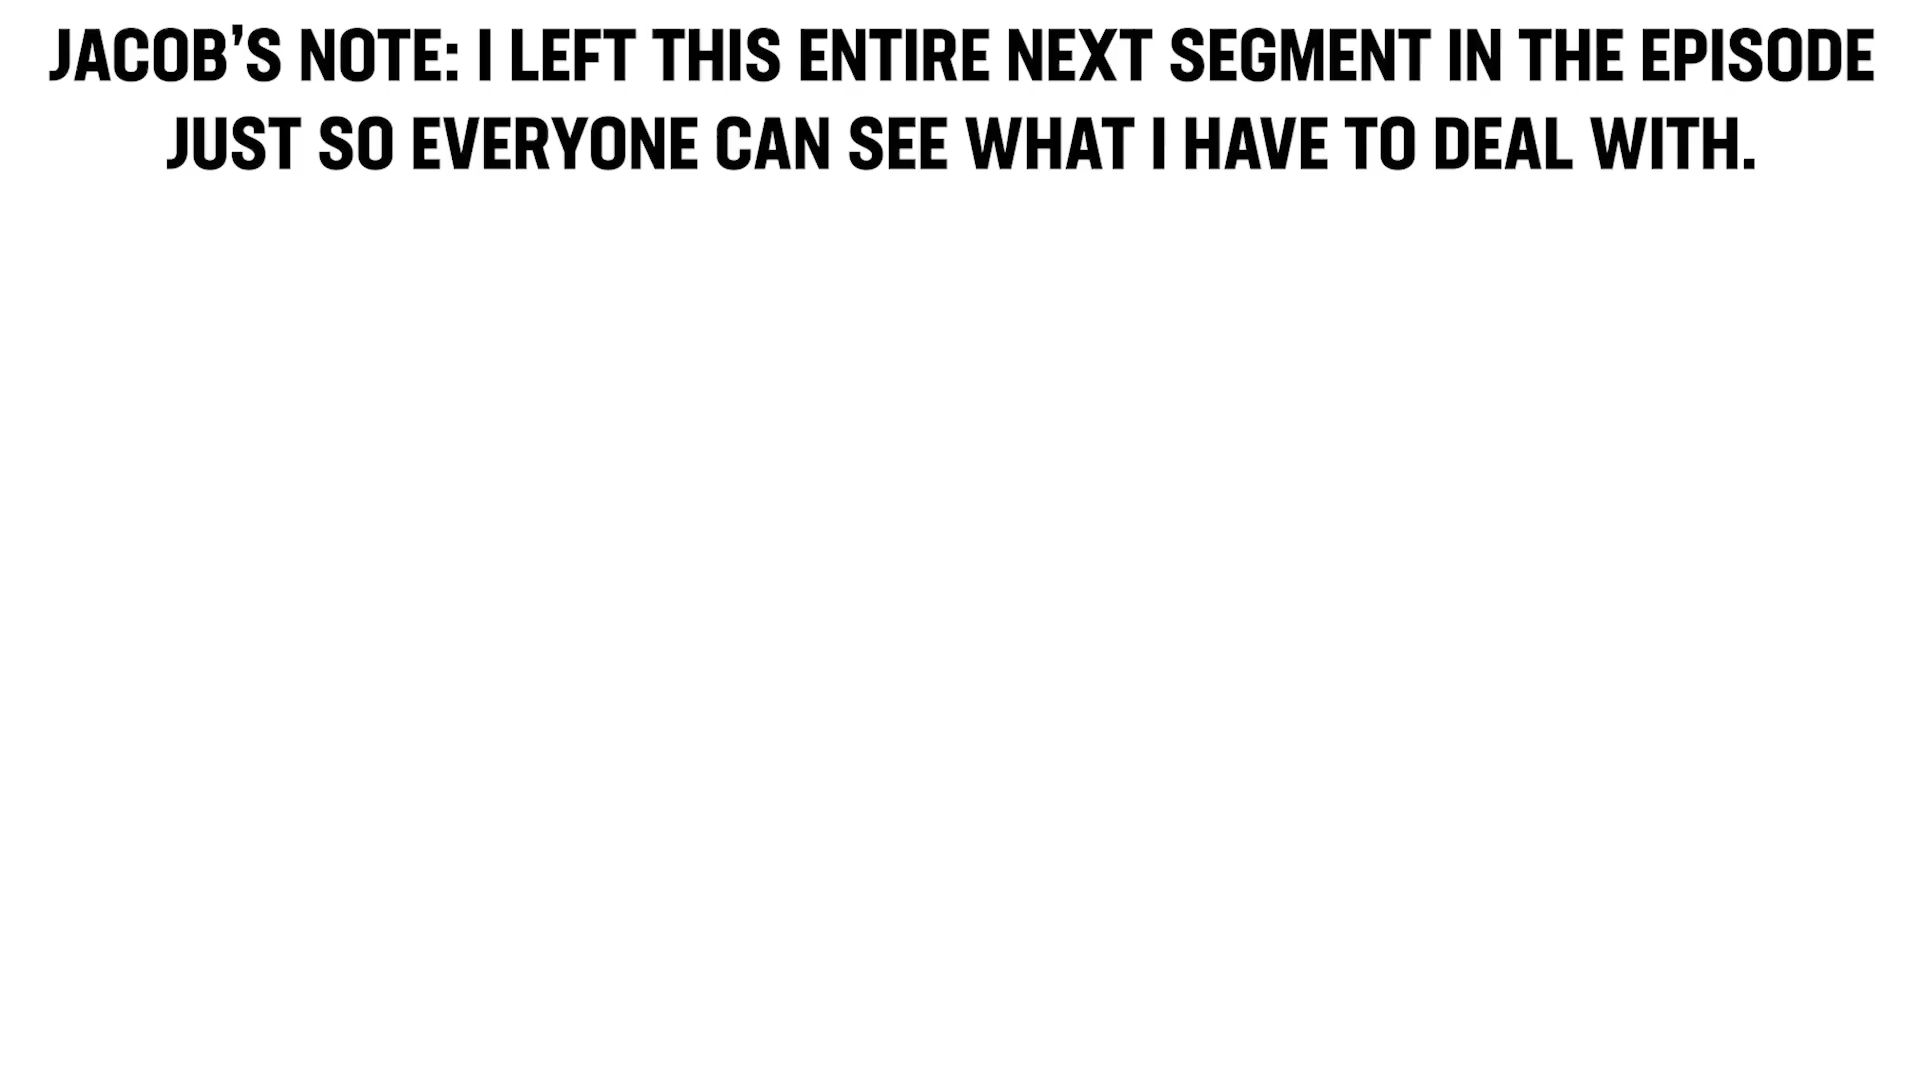 JACOB’S NOTE: I LEFT THIS ENTIRE NEXT SEGMENT IN THE EPISODE
JUST SO EVERYONE CAN SEE WHAT I HAVE TO DEAL WITH.